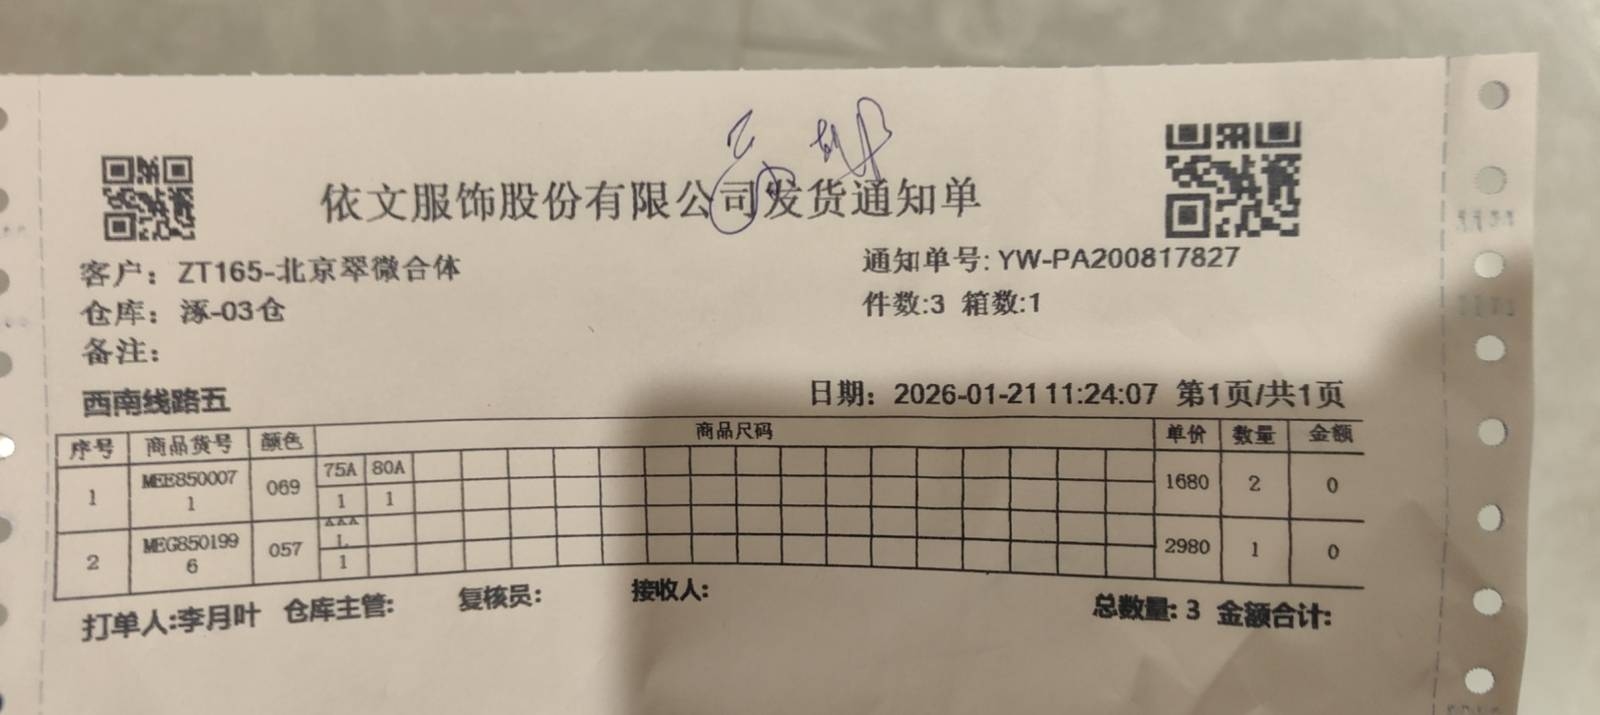 依文服饰股份有限公司发货通知单
客户：ZT165-北京翠微合体
通知单号: YW-PA200817827
仓库：涿-03仓
件数:3 箱数:1
备注：
西南线路五
日期：2026-01-21 11:24:07 第1页/共1页
序号 商品货号 颜色 商品尺码 单价 数量 金额
1 MEE8500071 069 75A 80A 1680 2 0
1 1
2 MEG8501996 057 L 2980 1 0
1
打单人:李月叶 仓库主管: 复核员: 接收人: 总数量: 3 金额合计: